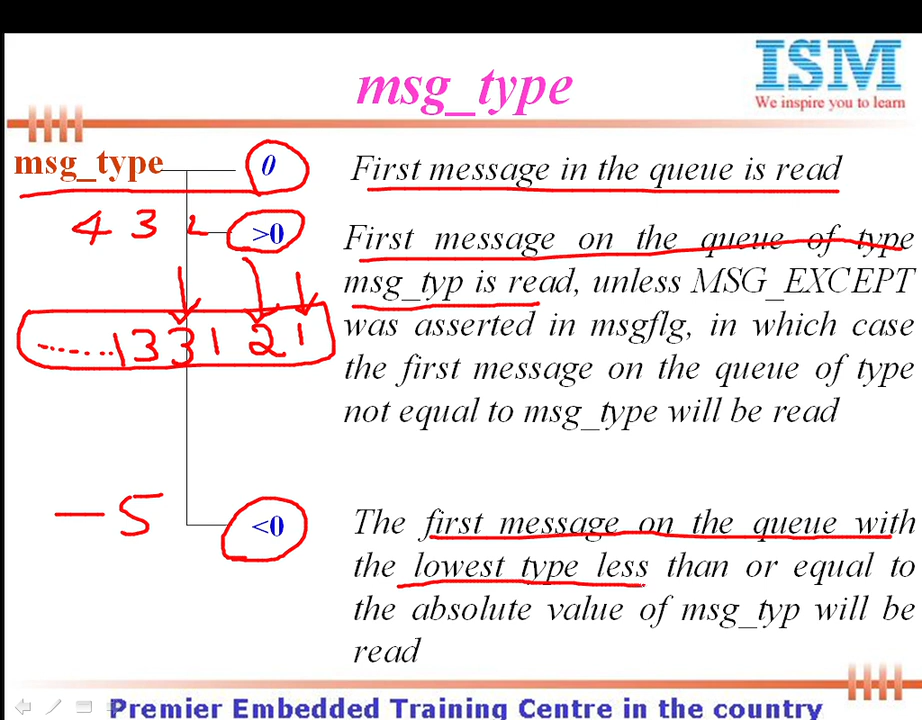 msg_type
ISM
We inspire you to learn
msg_type
0
First message in the queue is read
4 3
>0
First message on the queue of type
msg_typ is read, unless MSG_EXCEPT
was asserted in msgflg, in which case
the first message on the queue of type
not equal to msg_type will be read
......1 3 3 1 2 1
-5
<0
The first message on the queue with
the lowest type less than or equal to
the absolute value of msg_typ will be
read
Premier Embedded Training Centre in the country